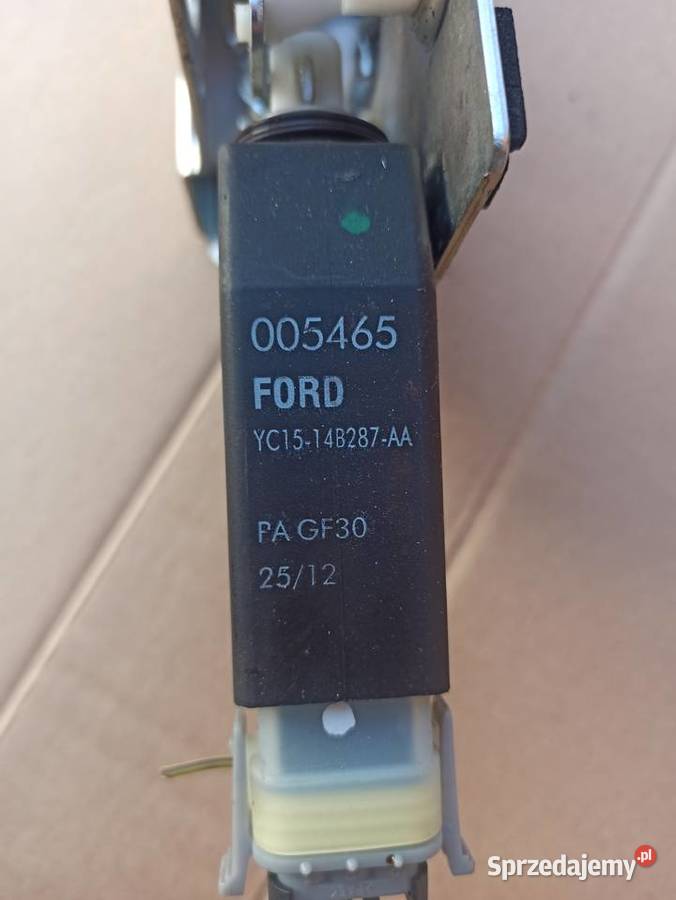 005465
FORD
YC15-14B287-AA
PA GF30
25/12
Sprzedajemy.pl